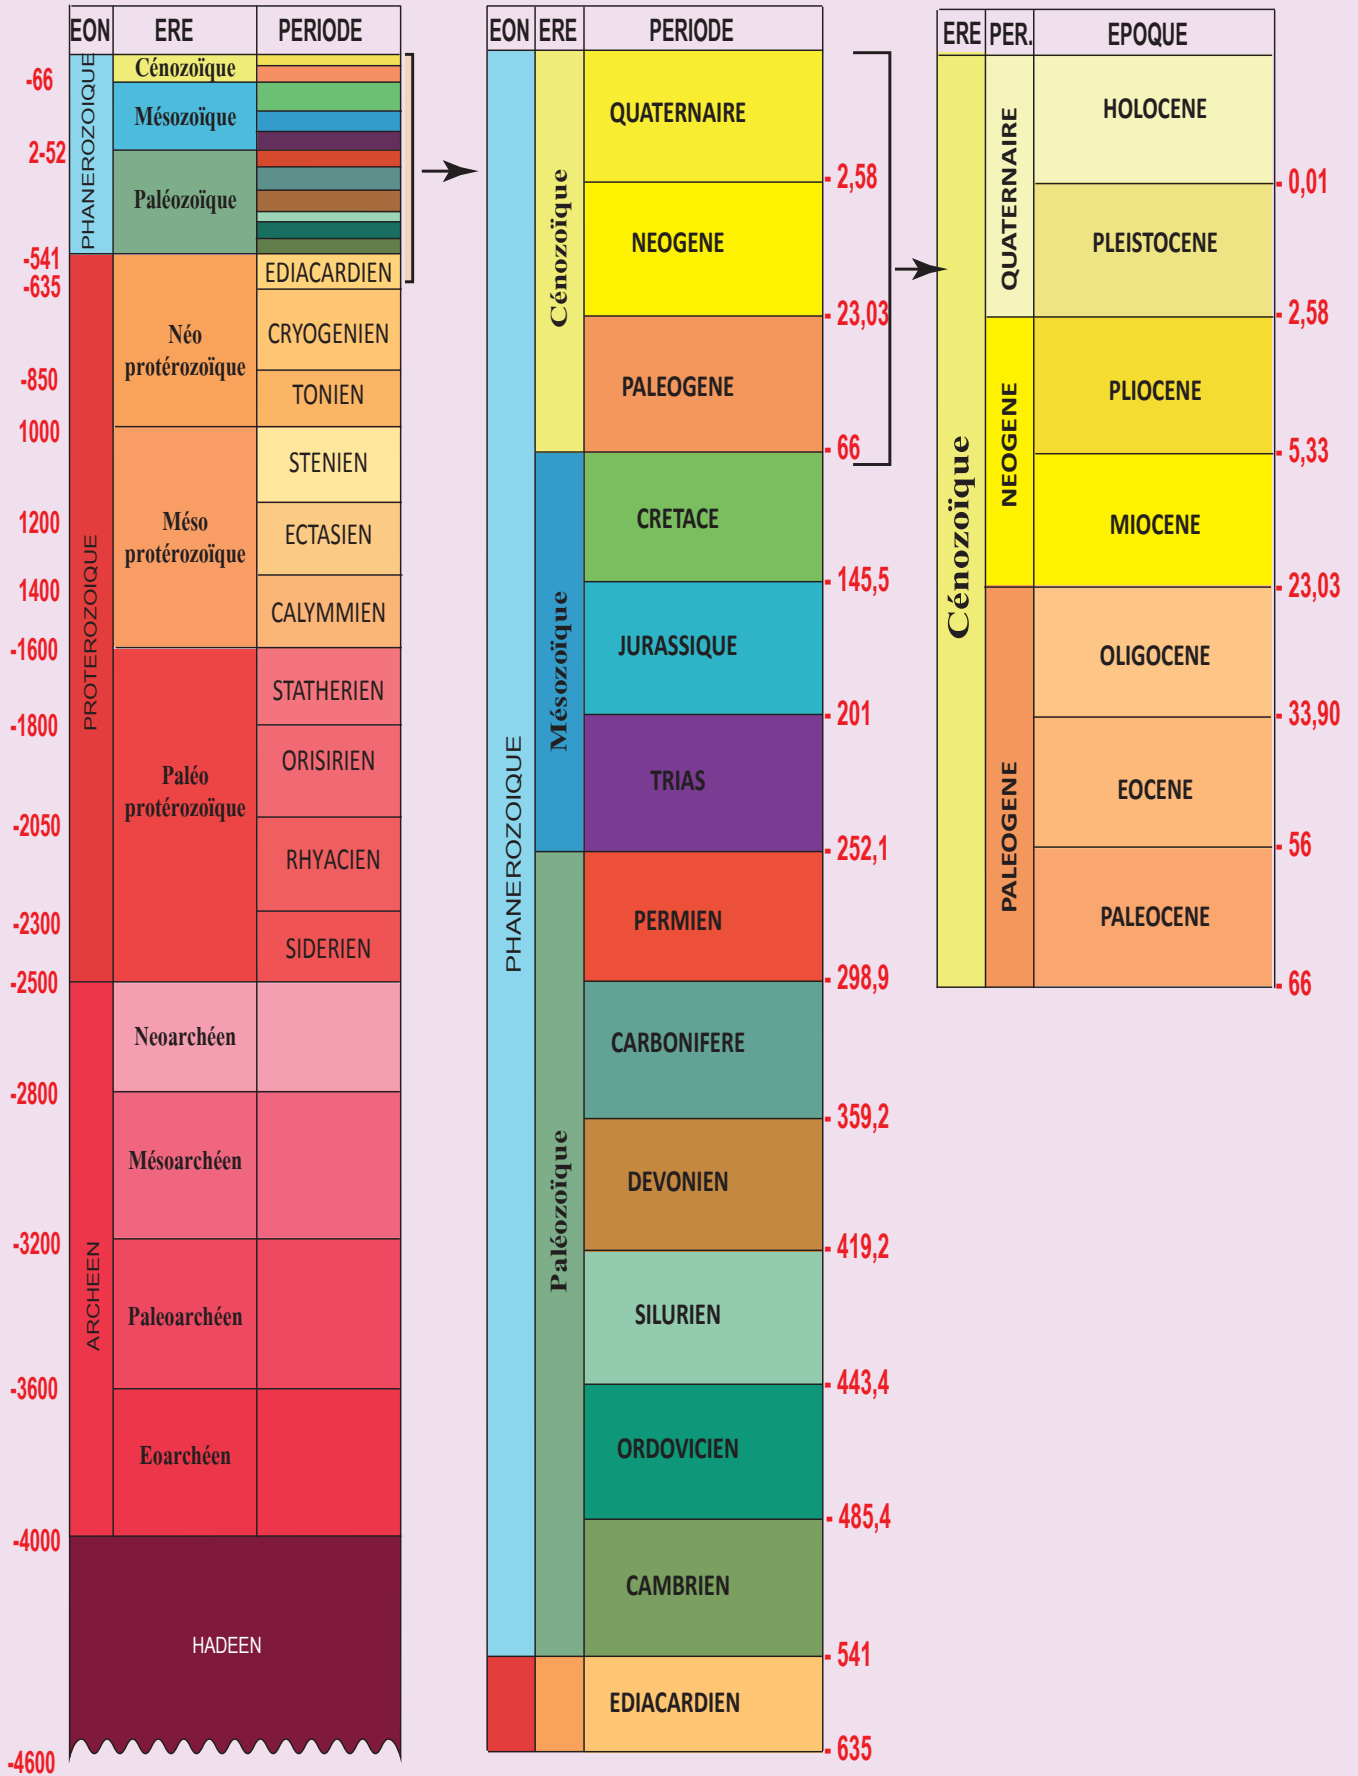 EON ERE PERIODE
PHANEROZOIQUE
Cénozoïque
-66
Mésozoïque
2-52
Paléozoïque
-541
EDIACARDIEN
-635
PROTEROZOIQUE
Néo
protérozoïque
CRYOGENIEN
-850
TONIEN
1000
STENIEN
1200
Méso
protérozoïque
ECTASIEN
1400
CALYMMIEN
-1600
STATHERIEN
-1800
Paléo
protérozoïque
ORISIRIEN
-2050
RHYACIEN
-2300
SIDERIEN
-2500
ARCHEEN
Neoarchéen
-2800
Mésoarchéen
-3200
Paleoarchéen
-3600
Eoarchéen
-4000
HADEEN
-4600
EON ERE PERIODE
PHANEROZOIQUE
Cénozoïque
QUATERNAIRE
- 2,58
NEOGENE
- 23,03
PALEOGENE
- 66
Mésozoïque
CRETACE
- 145,5
JURASSIQUE
- 201
TRIAS
- 252,1
Paléozoïque
PERMIEN
- 298,9
CARBONIFERE
- 359,2
DEVONIEN
- 419,2
SILURIEN
- 443,4
ORDOVICIEN
- 485,4
CAMBRIEN
- 541
EDIACARDIEN
- 635
ERE PER. EPOQUE
Cénozoïque
QUATERNAIRE
HOLOCENE
- 0,01
PLEISTOCENE
- 2,58
NEOGENE
PLIOCENE
- 5,33
MIOCENE
- 23,03
PALEOGENE
OLIGOCENE
- 33,90
EOCENE
- 56
PALEOCENE
- 66